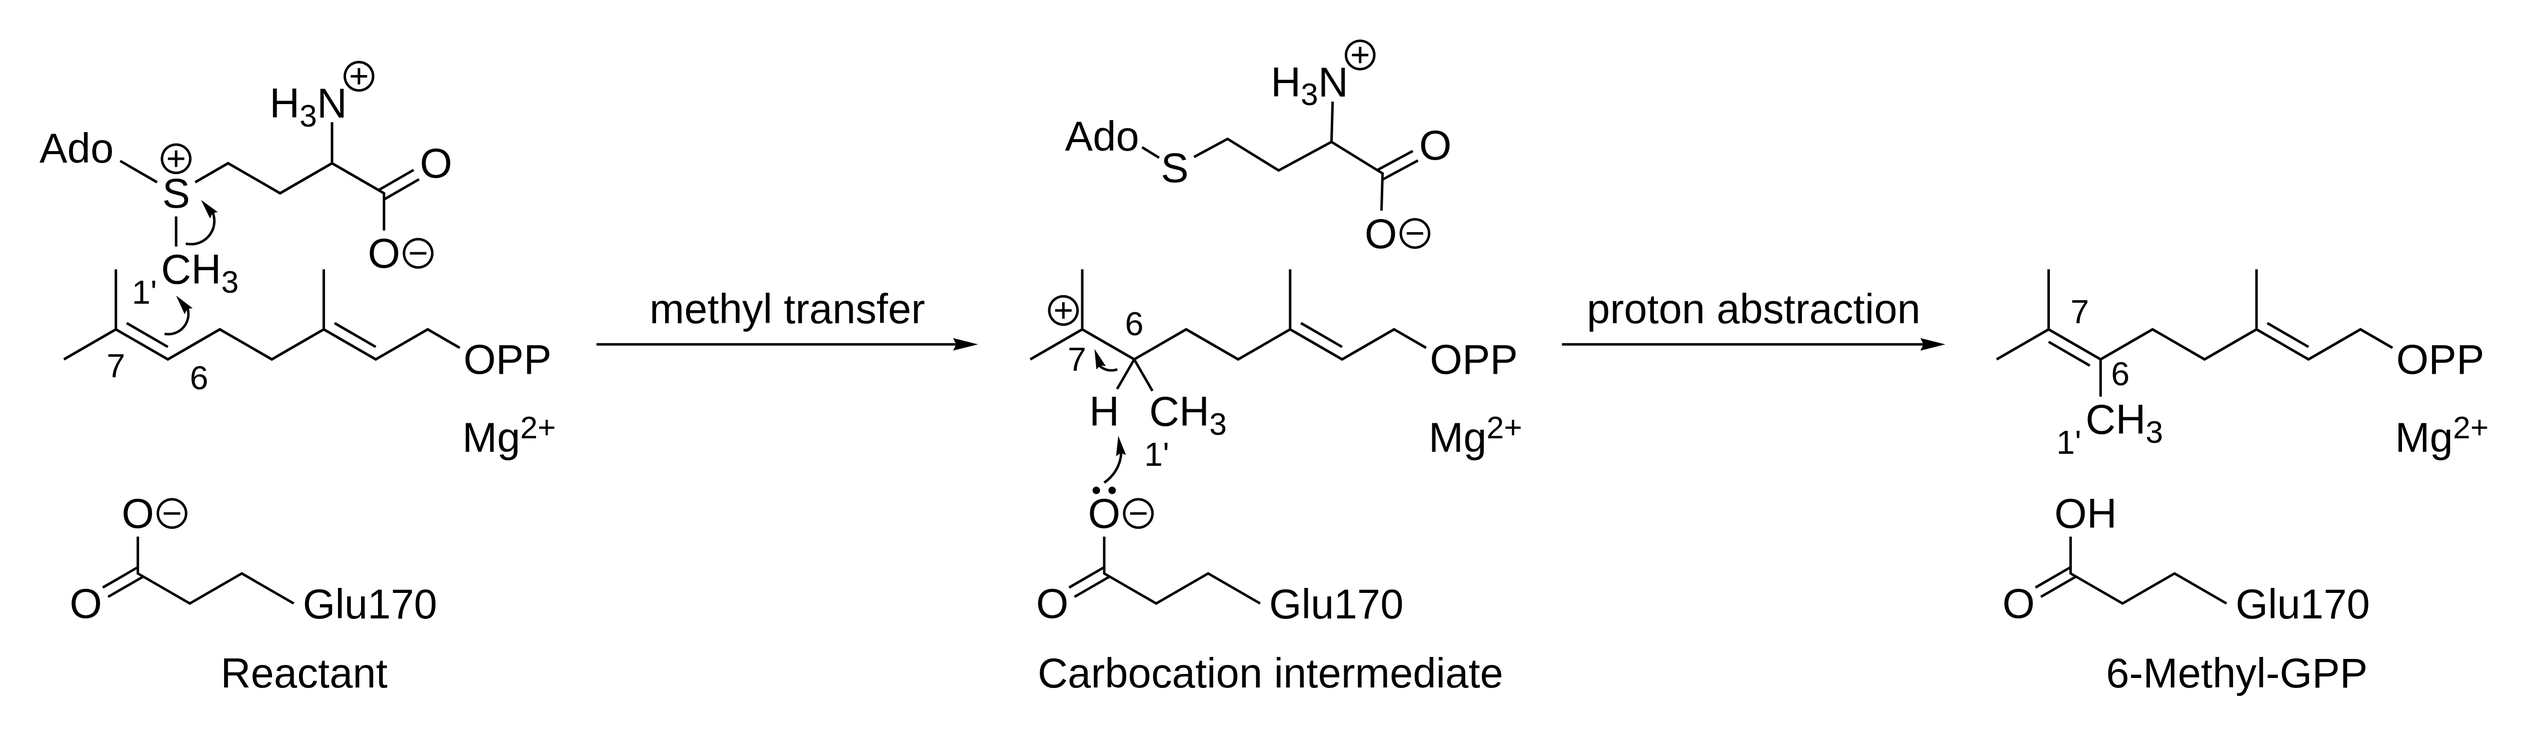 H₃N⊕
Ado
⊕
S
O
O⊖
1' CH₃
7
6
OPP
Mg²⁺
O⊖
O
Glu170
Reactant
methyl transfer
H₃N⊕
Ado
S
O
O⊖
⊕
6
7
OPP
H CH₃
1'
Mg²⁺
O⊖
O
Glu170
Carbocation intermediate
proton abstraction
7
6
OPP
1' CH₃
Mg²⁺
OH
O
Glu170
6-Methyl-GPP